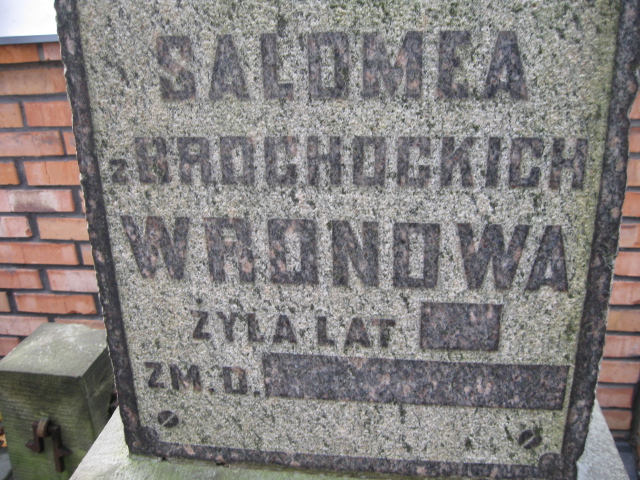 SALOMEA
z BROCHOCKICH
WRONOWA
ŻYŁA LAT
ZM. D.